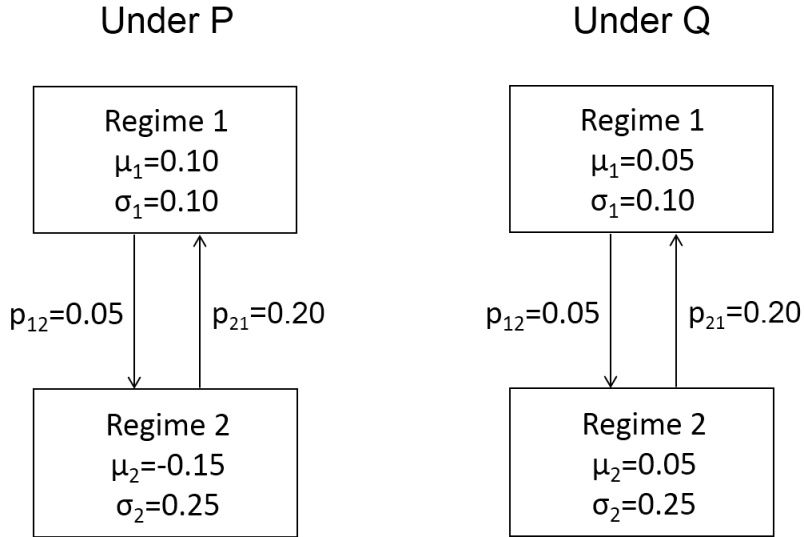 Under P
Under Q
Regime 1
μ₁=0.10
σ₁=0.10
Regime 1
μ₁=0.05
σ₁=0.10
p₁₂=0.05
p₂₁=0.20
p₁₂=0.05
p₂₁=0.20
Regime 2
μ₂=-0.15
σ₂=0.25
Regime 2
μ₂=0.05
σ₂=0.25